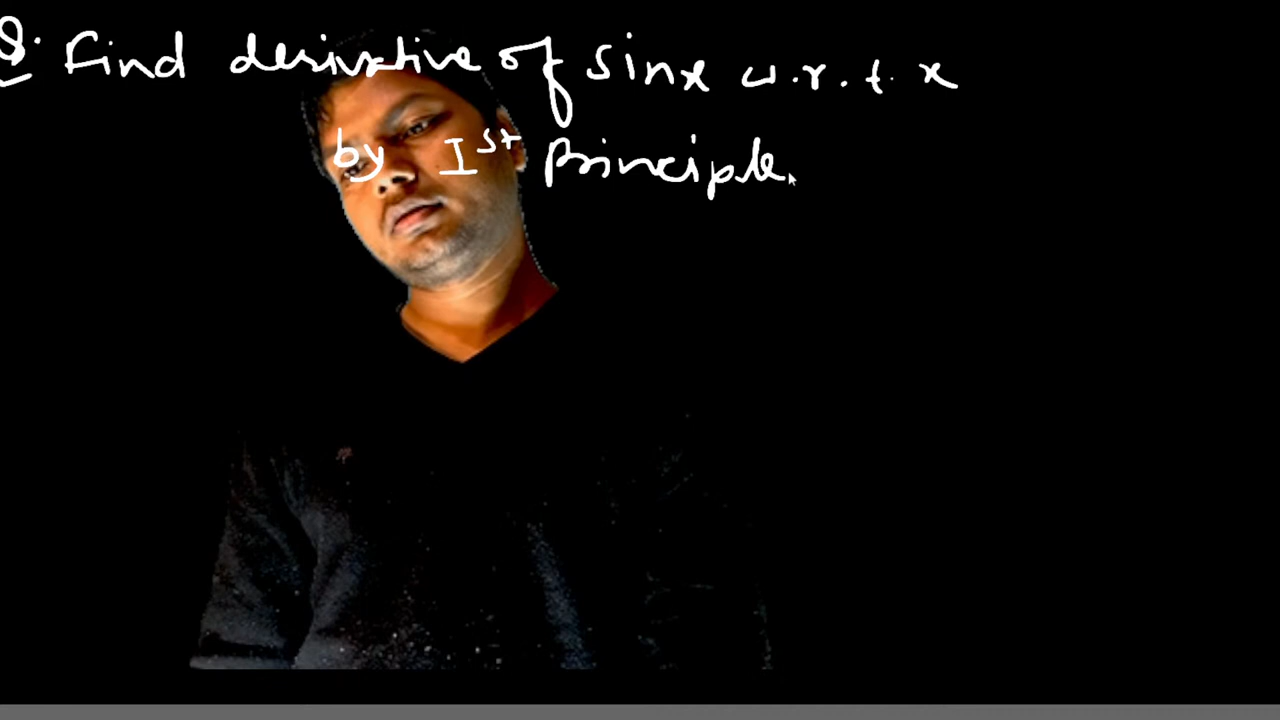 Q. Find derivative of sinx w.r.t. x
by Ist Principle.